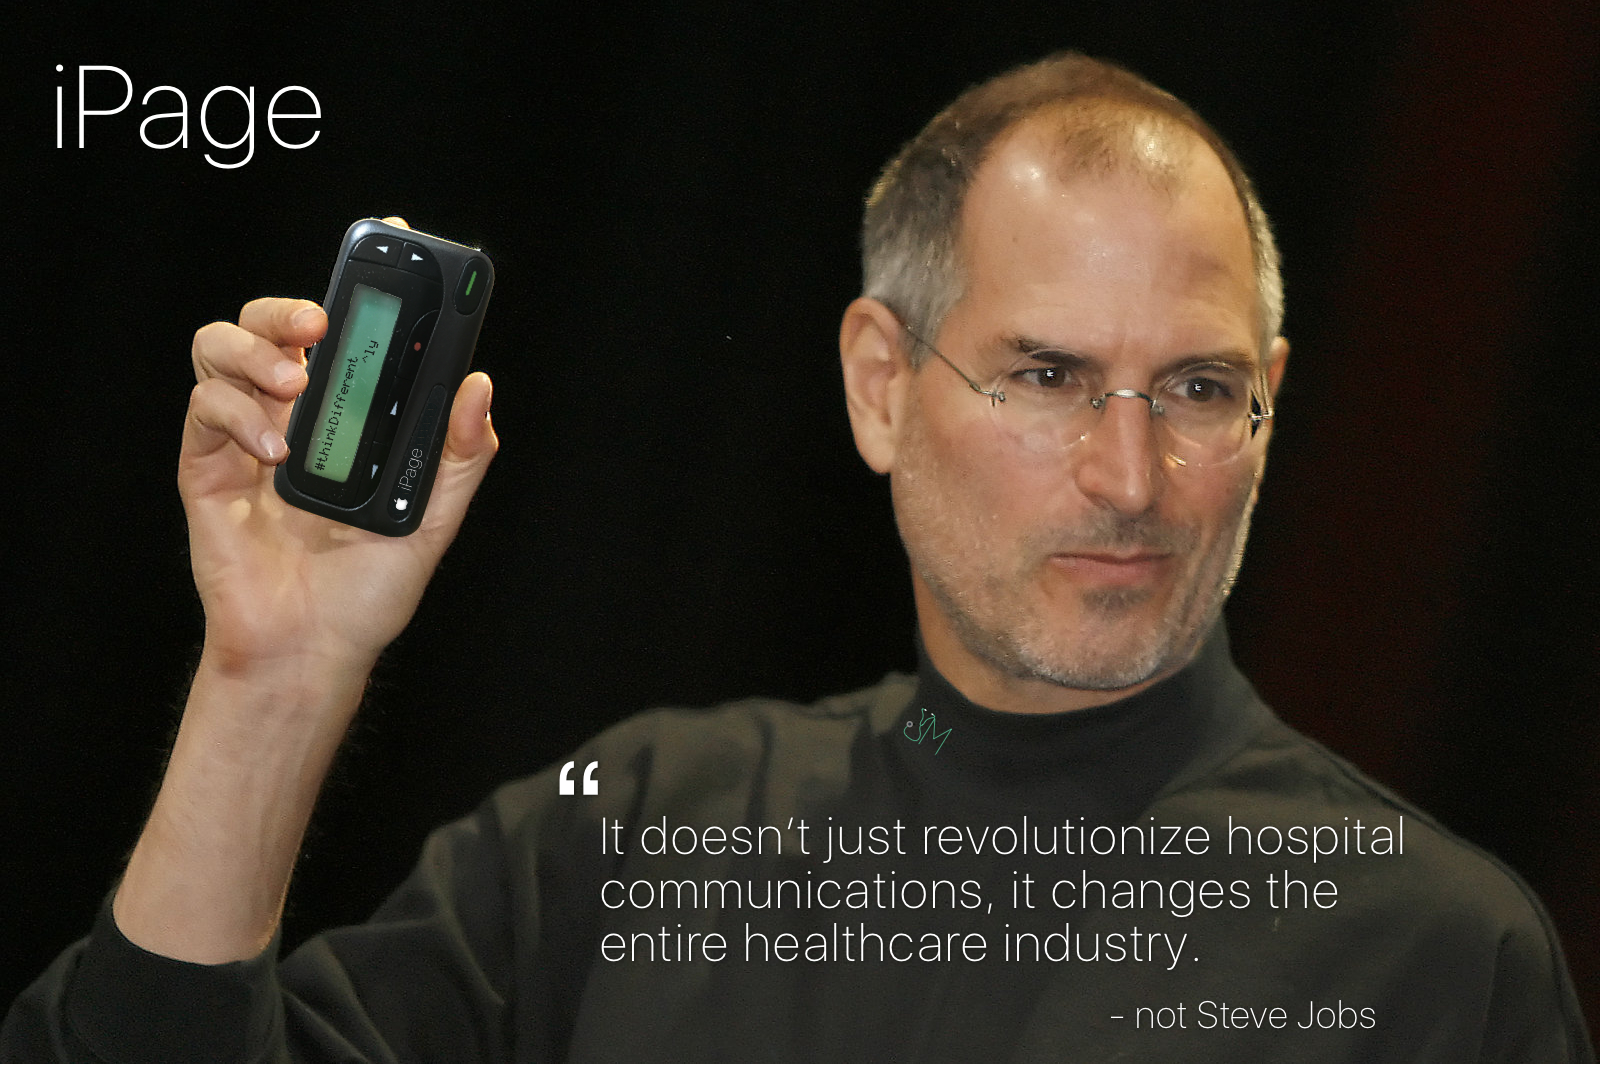 iPage
#thinkDifferent
^ly
iPage
“
It doesn’t just revolutionize hospital
communications, it changes the
entire healthcare industry.
- not Steve Jobs